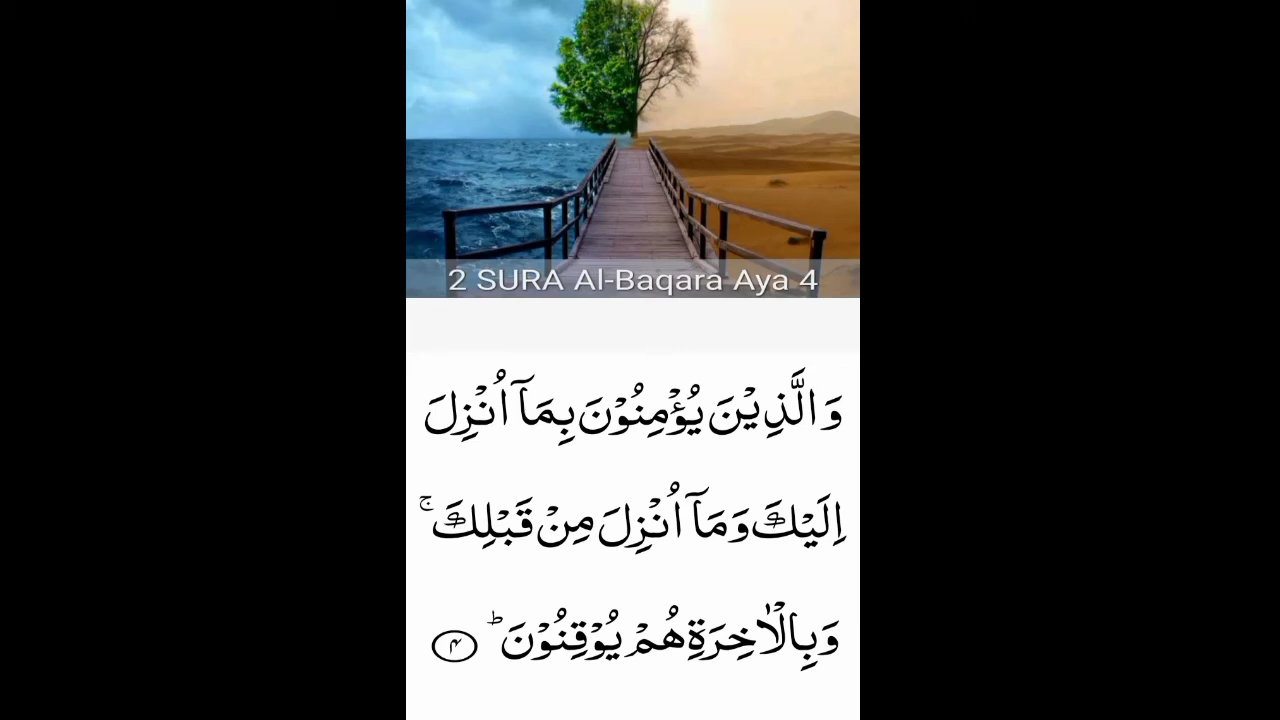 2 SURA Al-Baqara Aya 4
وَالَّذِيْنَ يُؤْمِنُوْنَ بِمَآ اُنْزِلَ
اِلَيْكَ وَمَآ اُنْزِلَ مِنْ قَبْلِكَ ۚ
وَبِالْاٰخِرَةِ هُمْ يُوْقِنُوْنَ ؕ ۴